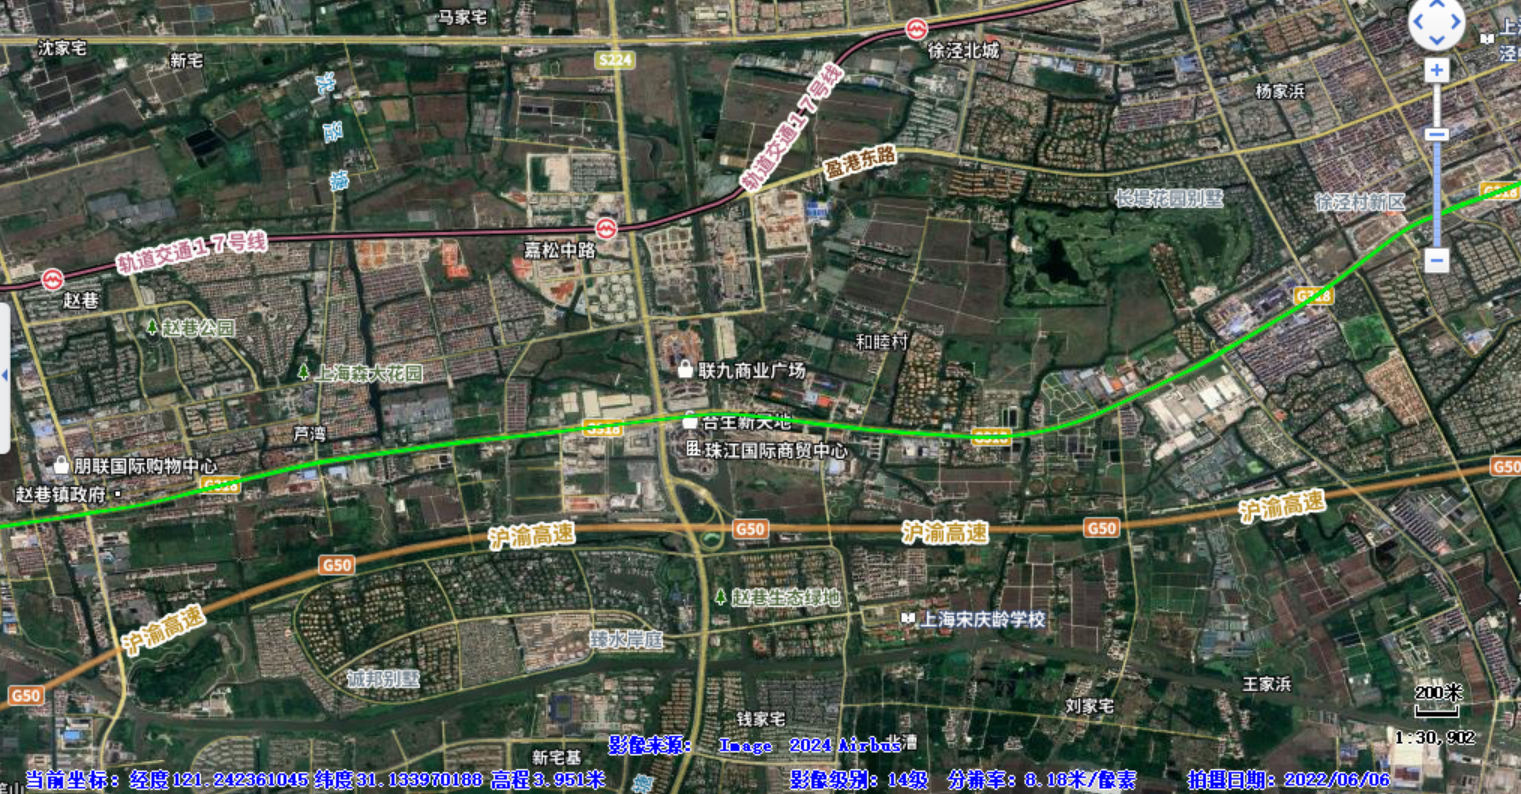 马家宅
上
泾
沈家宅
新宅
S224
徐泾北城
轨道交通17号线
杨家浜
盈港东路
长堤花园别墅
徐泾村新区
G318
轨道交通17号线
嘉松中路
赵巷
G318
赵巷公园
和睦村
上海森大花园
联九商业广场
芦湾
G318
合生新天地
G318
珠江国际商贸中心
朋联国际购物中心
赵巷镇政府
G318
G50
沪渝高速
沪渝高速
G50
沪渝高速
G50
G50
沪渝高速
赵巷生态绿地
上海宋庆龄学校
臻水岸庭
诚邦别墅
G50
王家浜
200米
刘家宅
钱家宅
1:30,902
北漕
影像来源: Image 2024 Airbus
新宅基
当前坐标: 经度121.242361045 纬度31.133970188 高程3.951米
影像级别: 14级 分辨率: 8.18米/像素
拍摄日期: 2022/06/06